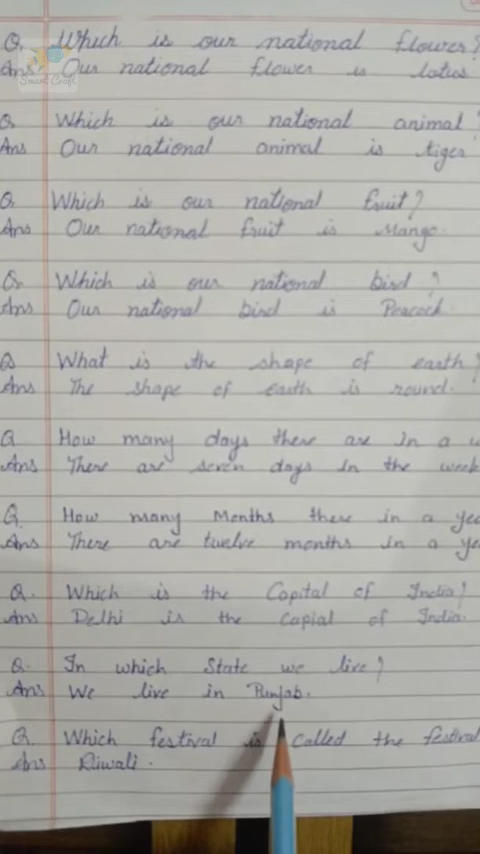 Smart Craft
Q. Which is our national flower?
Ans Our national flower is lotus
Q. Which is our national animal?
Ans Our national animal is tiger
Q. Which is our national fruit?
Ans Our national fruit is Mango.
Q. Which is our national bird?
Ans Our national bird is Peacock.
Q What is the shape of earth?
Ans The shape of earth is round.
Q. How many days there are In a
Ans There are seven days In the week
Q. How many Months there in a
Ans There are twelve months in a
Q. Which is the Capital of India?
Ans Delhi is the Capial of India.
Q. In which State we live?
Ans We live in Punjab.
Q. Which festival is called the festival
Ans Diwali.